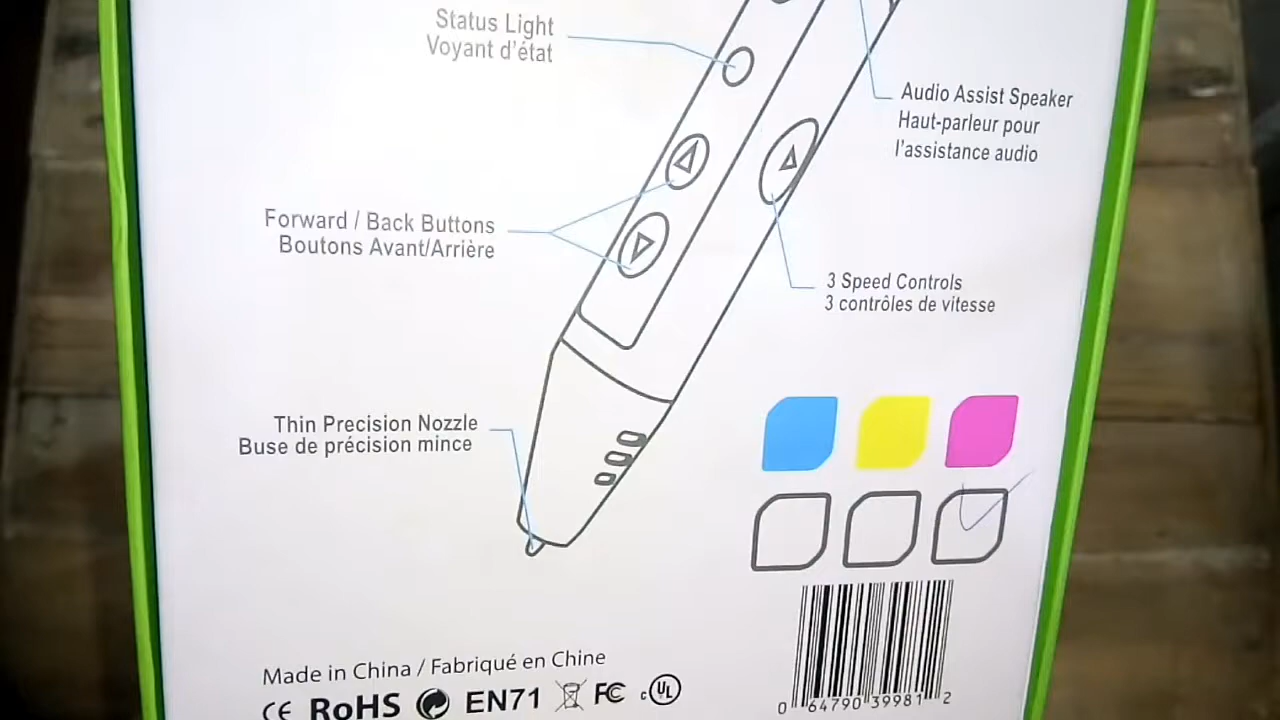 Status Light
Voyant d'état
Audio Assist Speaker
Haut-parleur pour
l'assistance audio
Forward / Back Buttons
Boutons Avant/Arrière
3 Speed Controls
3 contrôles de vitesse
Thin Precision Nozzle
Buse de précision mince
Made in China / Fabriqué en Chine
CE RoHS EN71 FC c UL
0 64790 39981 2